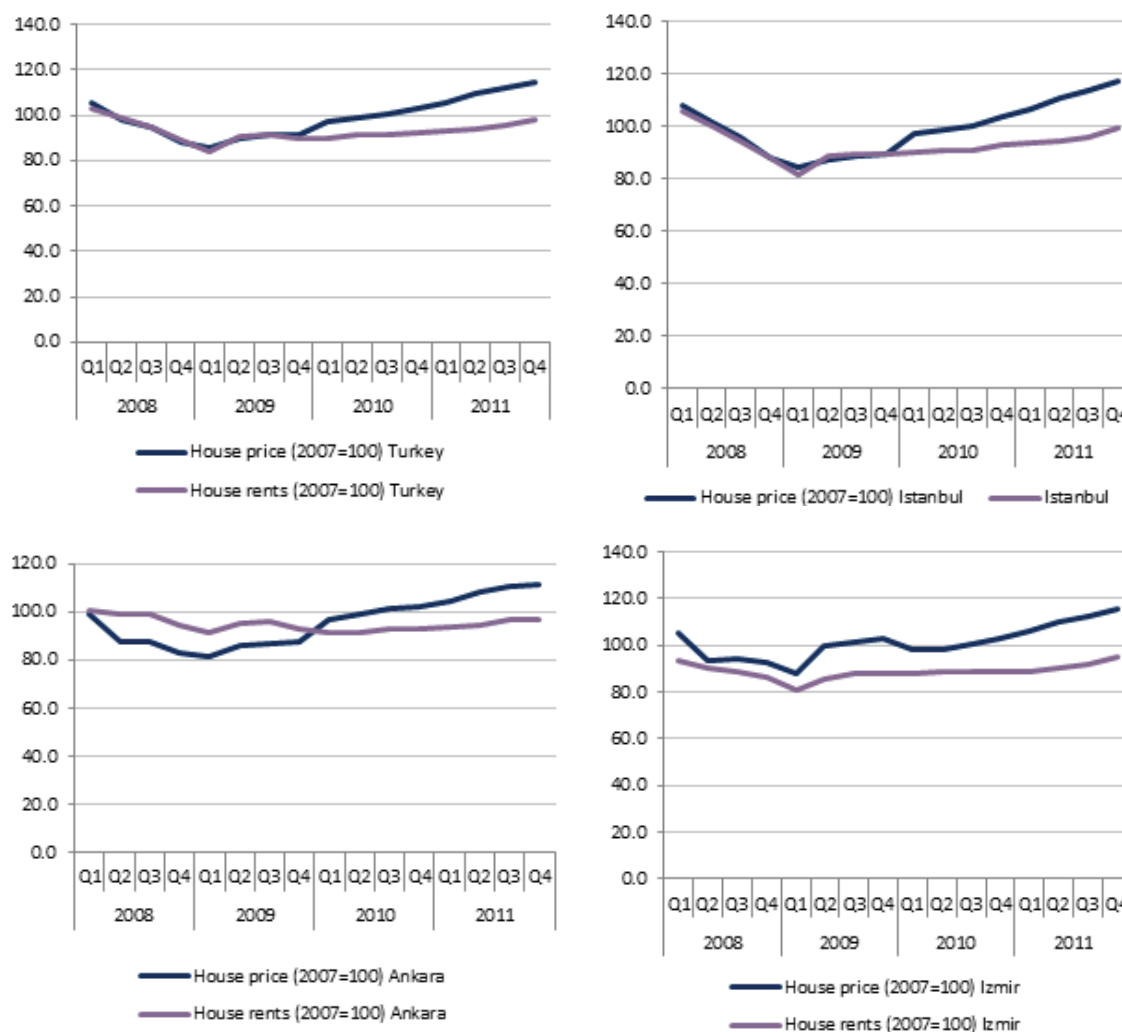 140.0
120.0
100.0
80.0
60.0
40.0
20.0
0.0
Q1 Q2 Q3 Q4 Q1 Q2 Q3 Q4 Q1 Q2 Q3 Q4 Q1 Q2 Q3 Q4
2008 2009 2010 2011
House price (2007=100) Turkey
House rents (2007=100) Turkey
140.0
120.0
100.0
80.0
60.0
40.0
20.0
0.0
Q1 Q2 Q3 Q4 Q1 Q2 Q3 Q4 Q1 Q2 Q3 Q4 Q1 Q2 Q3 Q4
2008 2009 2010 2011
House price (2007=100) Istanbul Istanbul
120.0
100.0
80.0
60.0
40.0
20.0
0.0
Q1 Q2 Q3 Q4 Q1 Q2 Q3 Q4 Q1 Q2 Q3 Q4 Q1 Q2 Q3 Q4
2008 2009 2010 2011
House price (2007=100) Ankara
House rents (2007=100) Ankara
140.0
120.0
100.0
80.0
60.0
40.0
20.0
0.0
Q1 Q2 Q3 Q4 Q1 Q2 Q3 Q4 Q1 Q2 Q3 Q4 Q1 Q2 Q3 Q4
2008 2009 2010 2011
House price (2007=100) Izmir
House rents (2007=100) Izmir